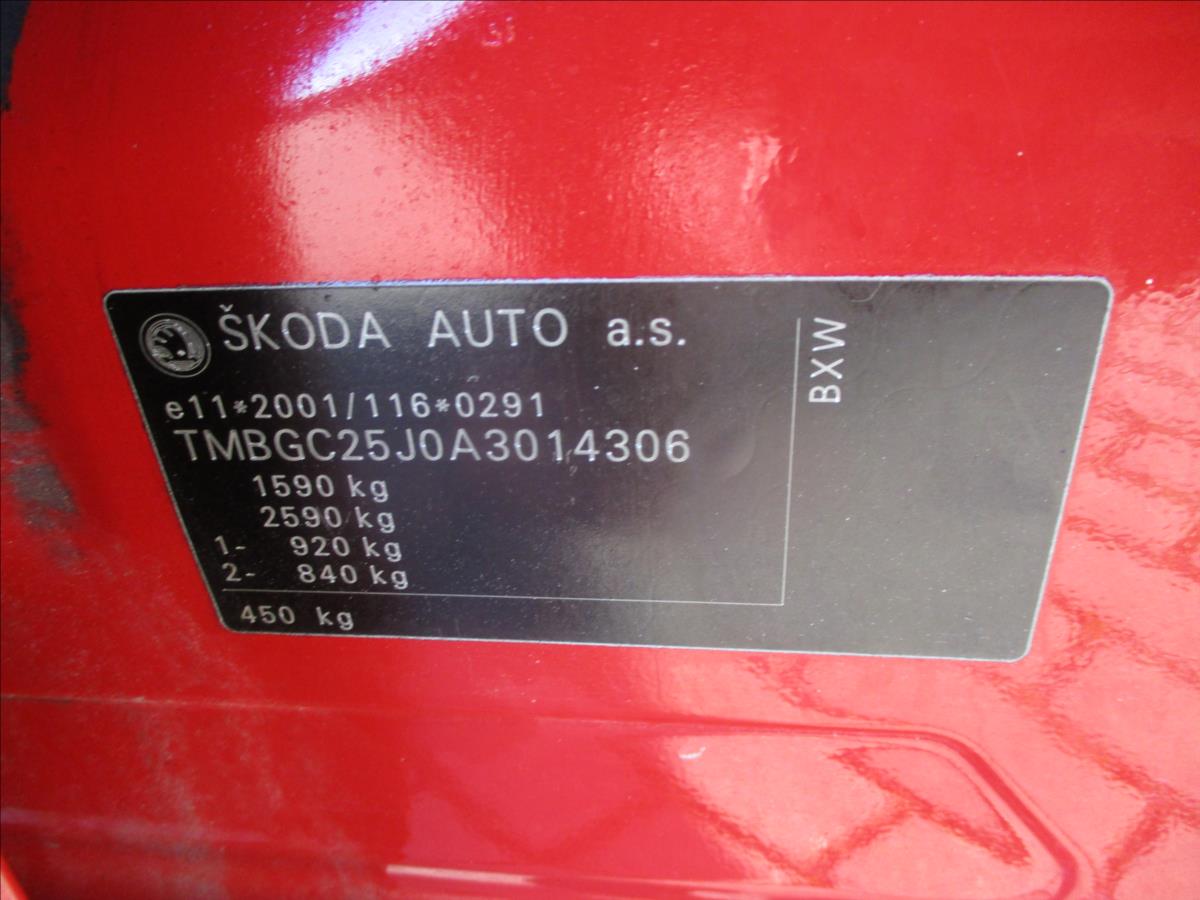 ŠKODA AUTO a.s.
e11*2001/116*0291
TMBGC25J0A3014306
1590 kg
2590 kg
1- 920 kg
2- 840 kg
450 kg
BXW